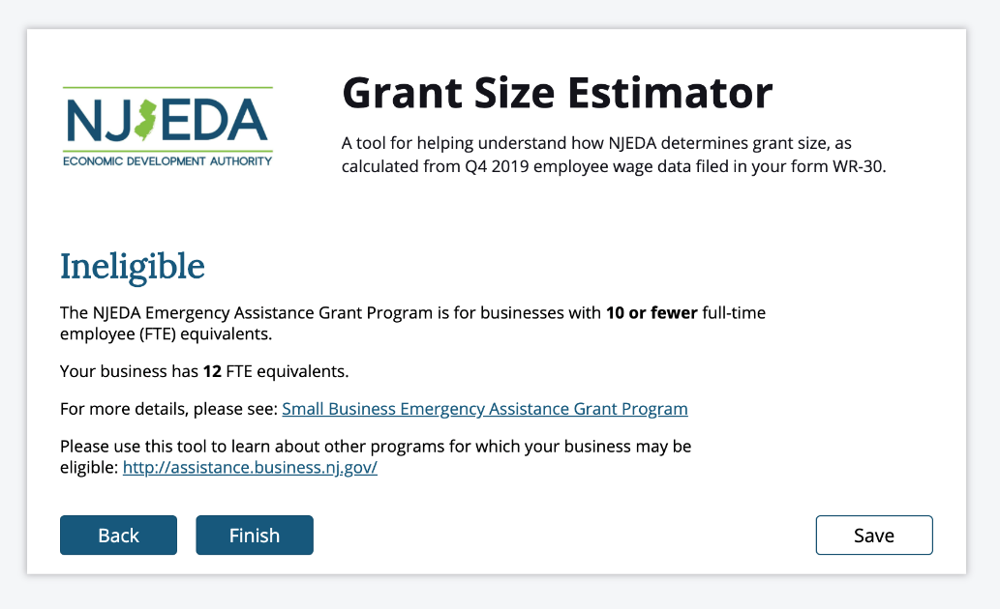 NJEDA
ECONOMIC DEVELOPMENT AUTHORITY
Grant Size Estimator
A tool for helping understand how NJEDA determines grant size, as
calculated from Q4 2019 employee wage data filed in your form WR-30.
Ineligible
The NJEDA Emergency Assistance Grant Program is for businesses with 10 or fewer full-time
employee (FTE) equivalents.
Your business has 12 FTE equivalents.
For more details, please see: Small Business Emergency Assistance Grant Program
Please use this tool to learn about other programs for which your business may be
eligible: http://assistance.business.nj.gov/
Back
Finish
Save